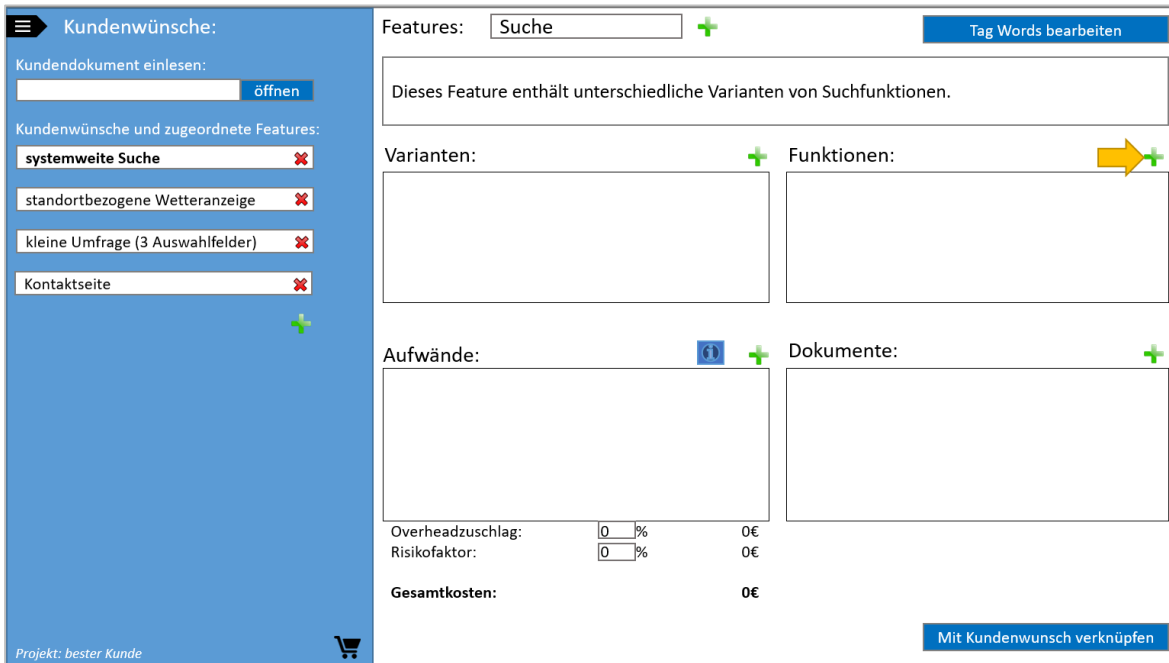 Kundenwünsche:
Kundendokument einlesen:
öffnen
Kundenwünsche und zugeordnete Features:
systemweite Suche
standortbezogene Wetteranzeige
kleine Umfrage (3 Auswahlfelder)
Kontaktseite
Projekt: bester Kunde
Features: Suche
Tag Words bearbeiten
Dieses Feature enthält unterschiedliche Varianten von Suchfunktionen.
Varianten:
Funktionen:
Aufwände:
Dokumente:
Overheadzuschlag: 0 % 0€
Risikofaktor: 0 % 0€
Gesamtkosten: 0€
Mit Kundenwunsch verknüpfen